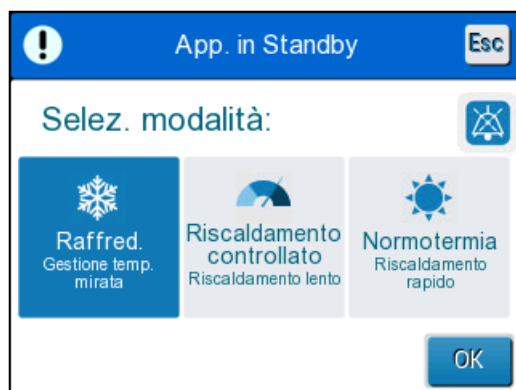 !
App. in Standby
Esc
Selez. modalità:
Raffred.
Gestione temp.
mirata
Riscaldamento
controllato
Riscaldamento lento
Normotermia
Riscaldamento
rapido
OK